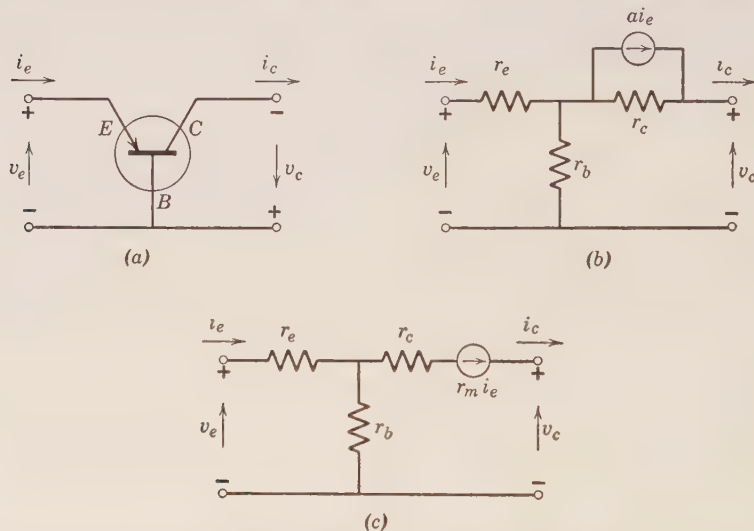 i_e
i_c
+
-
E
C
v_e
B
v_c
-
+
(a)
ai_e
i_e
r_e
i_c
+
r_c
+
v_e
r_b
v_c
-
-
(b)
i_e
r_e
r_c
i_c
+
r_m i_e
+
v_e
r_b
v_c
-
-
(c)